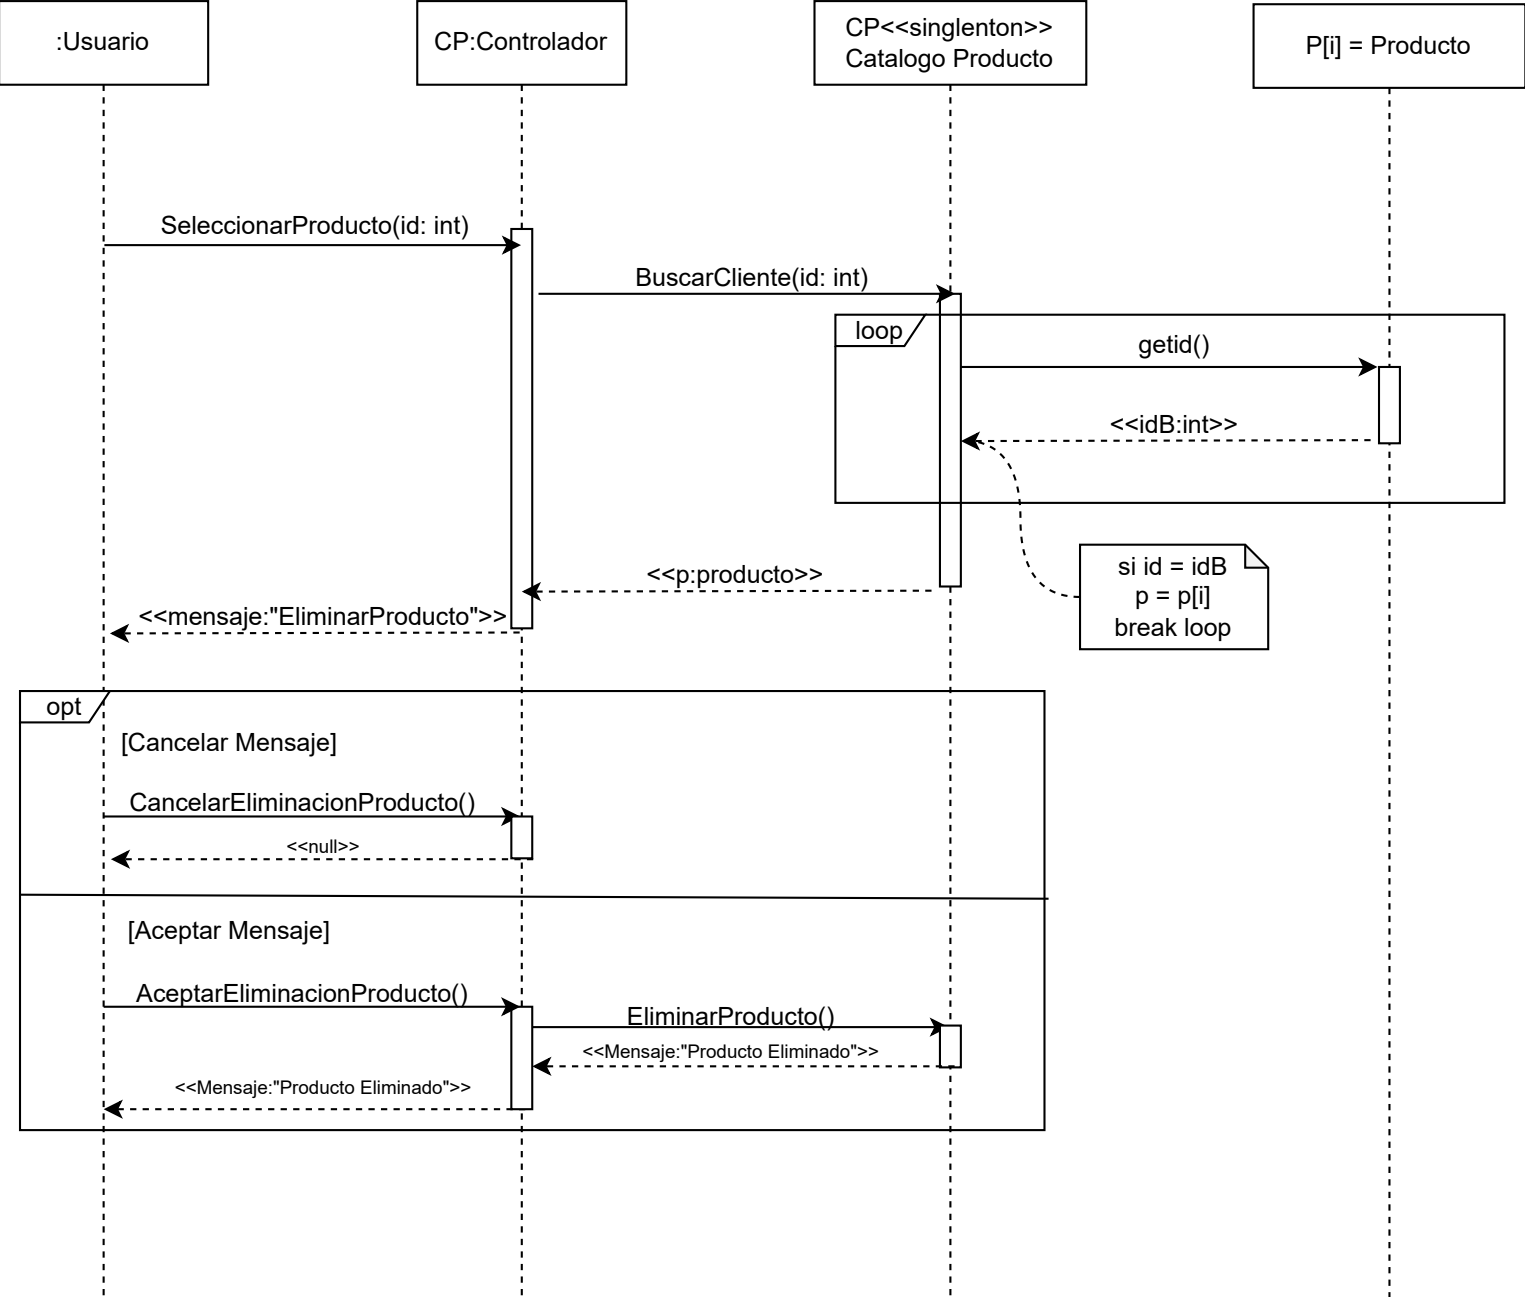 :Usuario
CP:Controlador
CP<<singlenton>>
Catalogo Producto
P[i] = Producto
SeleccionarProducto(id: int)
BuscarCliente(id: int)
loop
getid()
<<idB:int>>
si id = idB
p = p[i]
break loop
<<p:producto>>
<<mensaje:"EliminarProducto">>
opt
[Cancelar Mensaje]
CancelarEliminacionProducto()
<<null>>
[Aceptar Mensaje]
AceptarEliminacionProducto()
EliminarProducto()
<<Mensaje:"Producto Eliminado">>
<<Mensaje:"Producto Eliminado">>